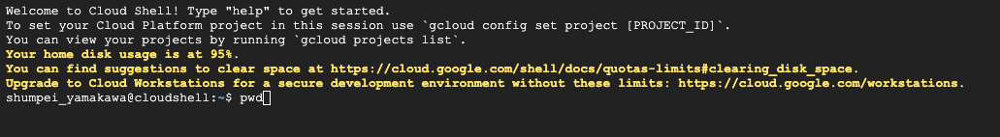 Welcome to Cloud Shell! Type "help" to get started.
To set your Cloud Platform project in this session use `gcloud config set project [PROJECT_ID]`.
You can view your projects by running `gcloud projects list`.
Your home disk usage is at 95%.
You can find suggestions to clear space at https://cloud.google.com/shell/docs/quotas-limits#clearing_disk_space.
Upgrade to Cloud Workstations for a secure development environment without these limits: https://cloud.google.com/workstations.
shumpei_yamakawa@cloudshell:~$ pwd